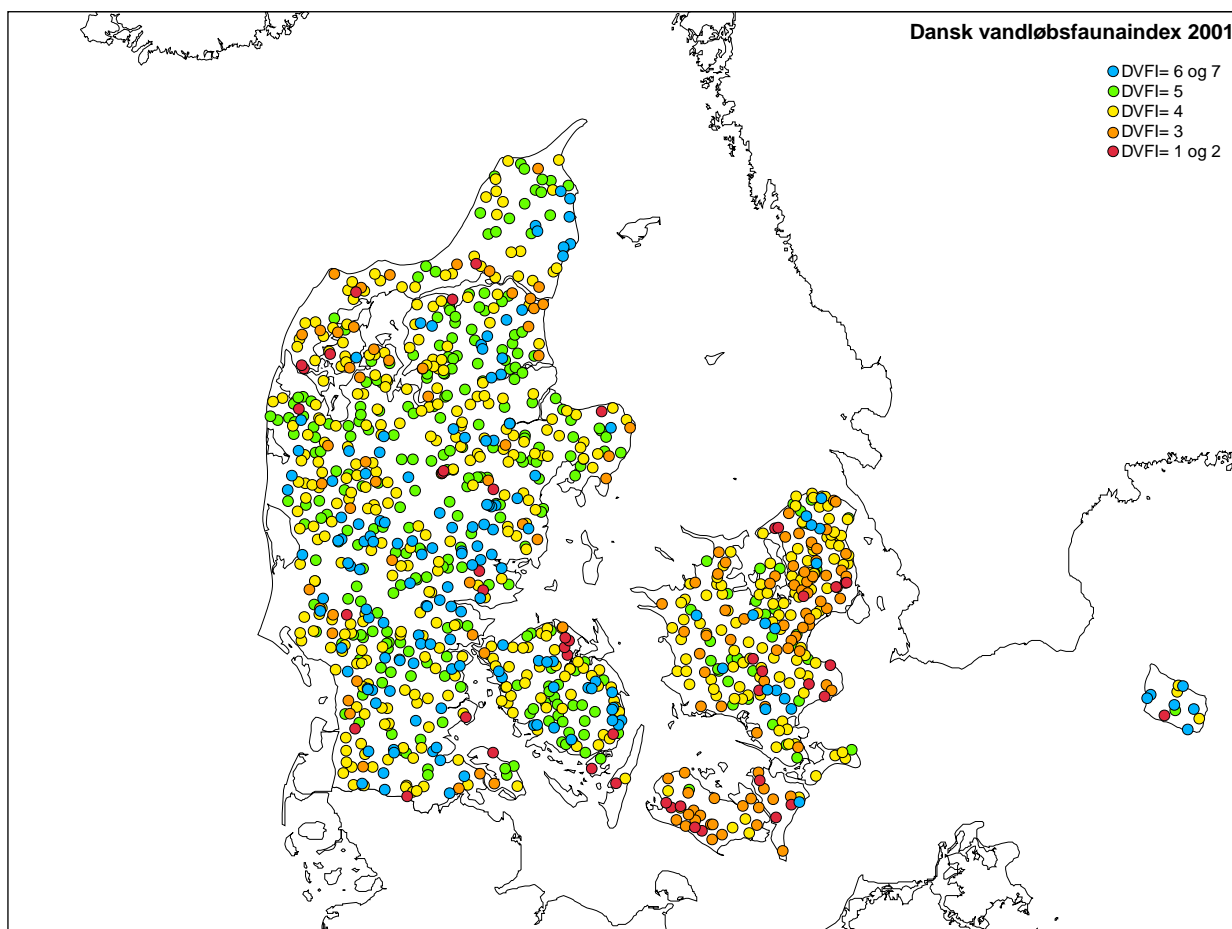 Dansk vandløbsfaunaindex 2001
DVFI= 6 og 7
DVFI= 5
DVFI= 4
DVFI= 3
DVFI= 1 og 2